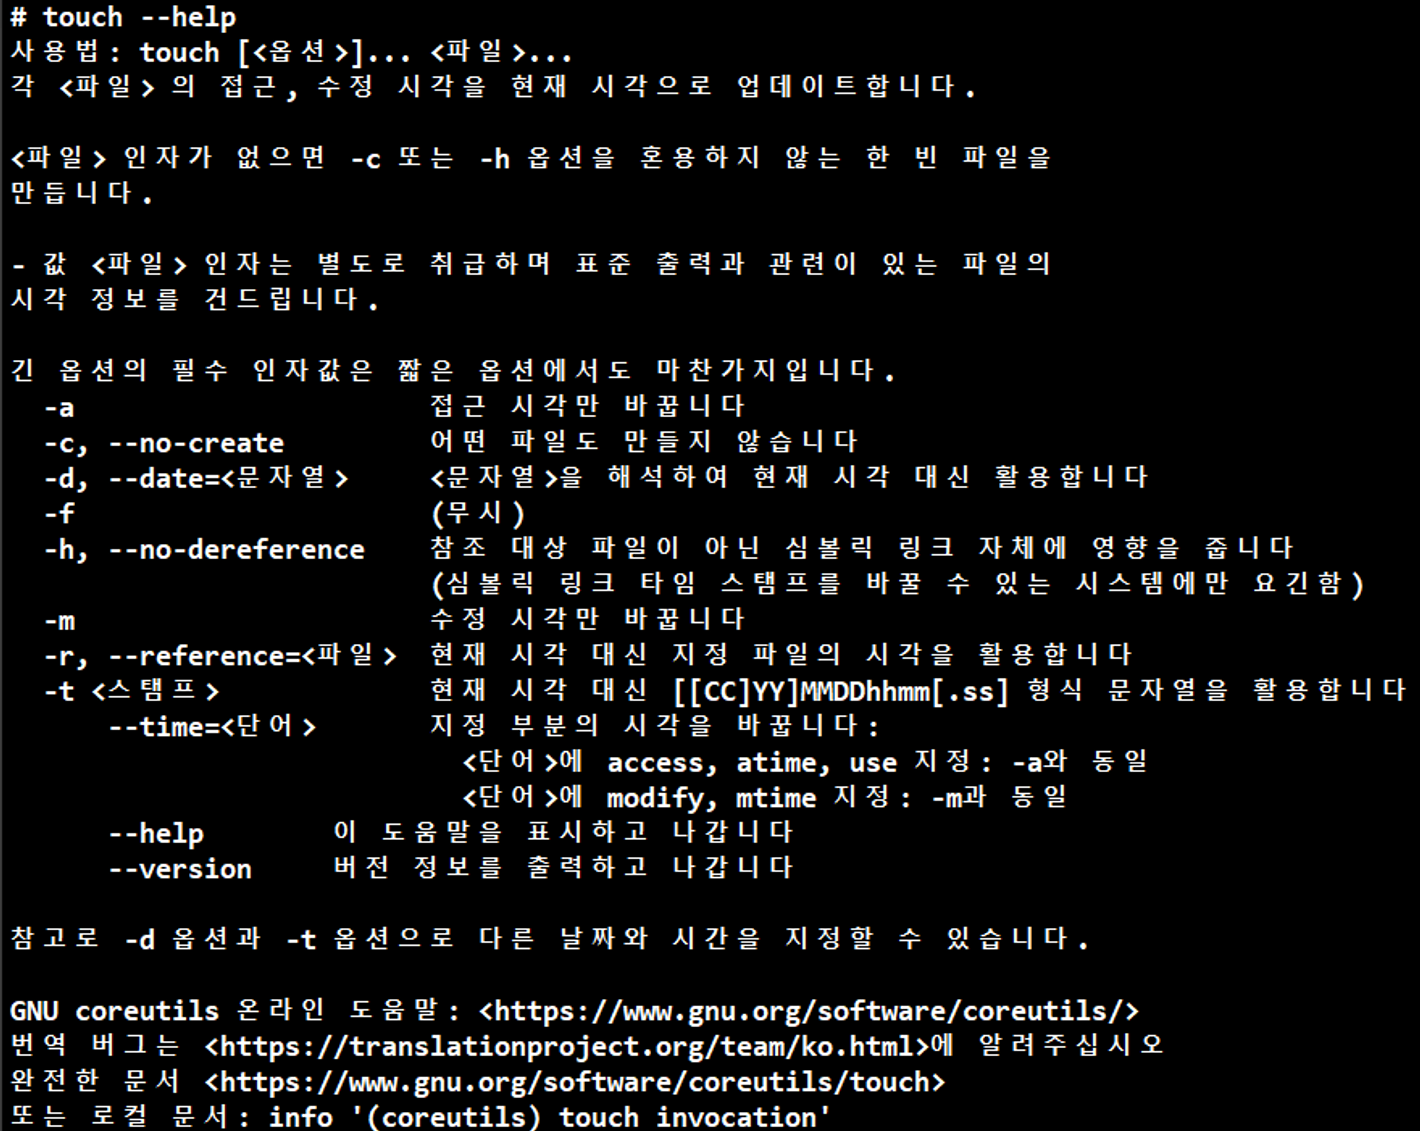 # touch --help
사용법: touch [<옵션>]... <파일>...
각 <파일> 의 접근, 수정 시각을 현재 시각으로 업데이트합니다.

<파일> 인자가 없으면 -c 또는 -h 옵션을 혼용하지 않는 한 빈 파일을
만듭니다.

- 값 <파일> 인자는 별도로 취급하며 표준 출력과 관련이 있는 파일의
시각 정보를 건드립니다.

긴 옵션의 필수 인자값은 짧은 옵션에서도 마찬가지입니다.
  -a                     접근 시각만 바꿉니다
  -c, --no-create        어떤 파일도 만들지 않습니다
  -d, --date=<문자열>     <문자열>을 해석하여 현재 시각 대신 활용합니다
  -f                     (무시)
  -h, --no-dereference   참조 대상 파일이 아닌 심볼릭 링크 자체에 영향을 줍니다
                         (심볼릭 링크 타임 스탬프를 바꿀 수 있는 시스템에만 요긴함)
  -m                     수정 시각만 바꿉니다
  -r, --reference=<파일>  현재 시각 대신 지정 파일의 시각을 활용합니다
  -t <스탬프>             현재 시각 대신 [[CC]YY]MMDDhhmm[.ss] 형식 문자열을 활용합니다
      --time=<단어>       지정 부분의 시각을 바꿉니다:
                           <단어>에 access, atime, use 지정: -a와 동일
                           <단어>에 modify, mtime 지정: -m과 동일
      --help        이 도움말을 표시하고 나갑니다
      --version     버전 정보를 출력하고 나갑니다

참고로 -d 옵션과 -t 옵션으로 다른 날짜와 시간을 지정할 수 있습니다.

GNU coreutils 온라인 도움말: <https://www.gnu.org/software/coreutils/>
번역 버그는 <https://translationproject.org/team/ko.html>에 알려주십시오
완전한 문서 <https://www.gnu.org/software/coreutils/touch>
또는 로컬 문서: info '(coreutils) touch invocation'